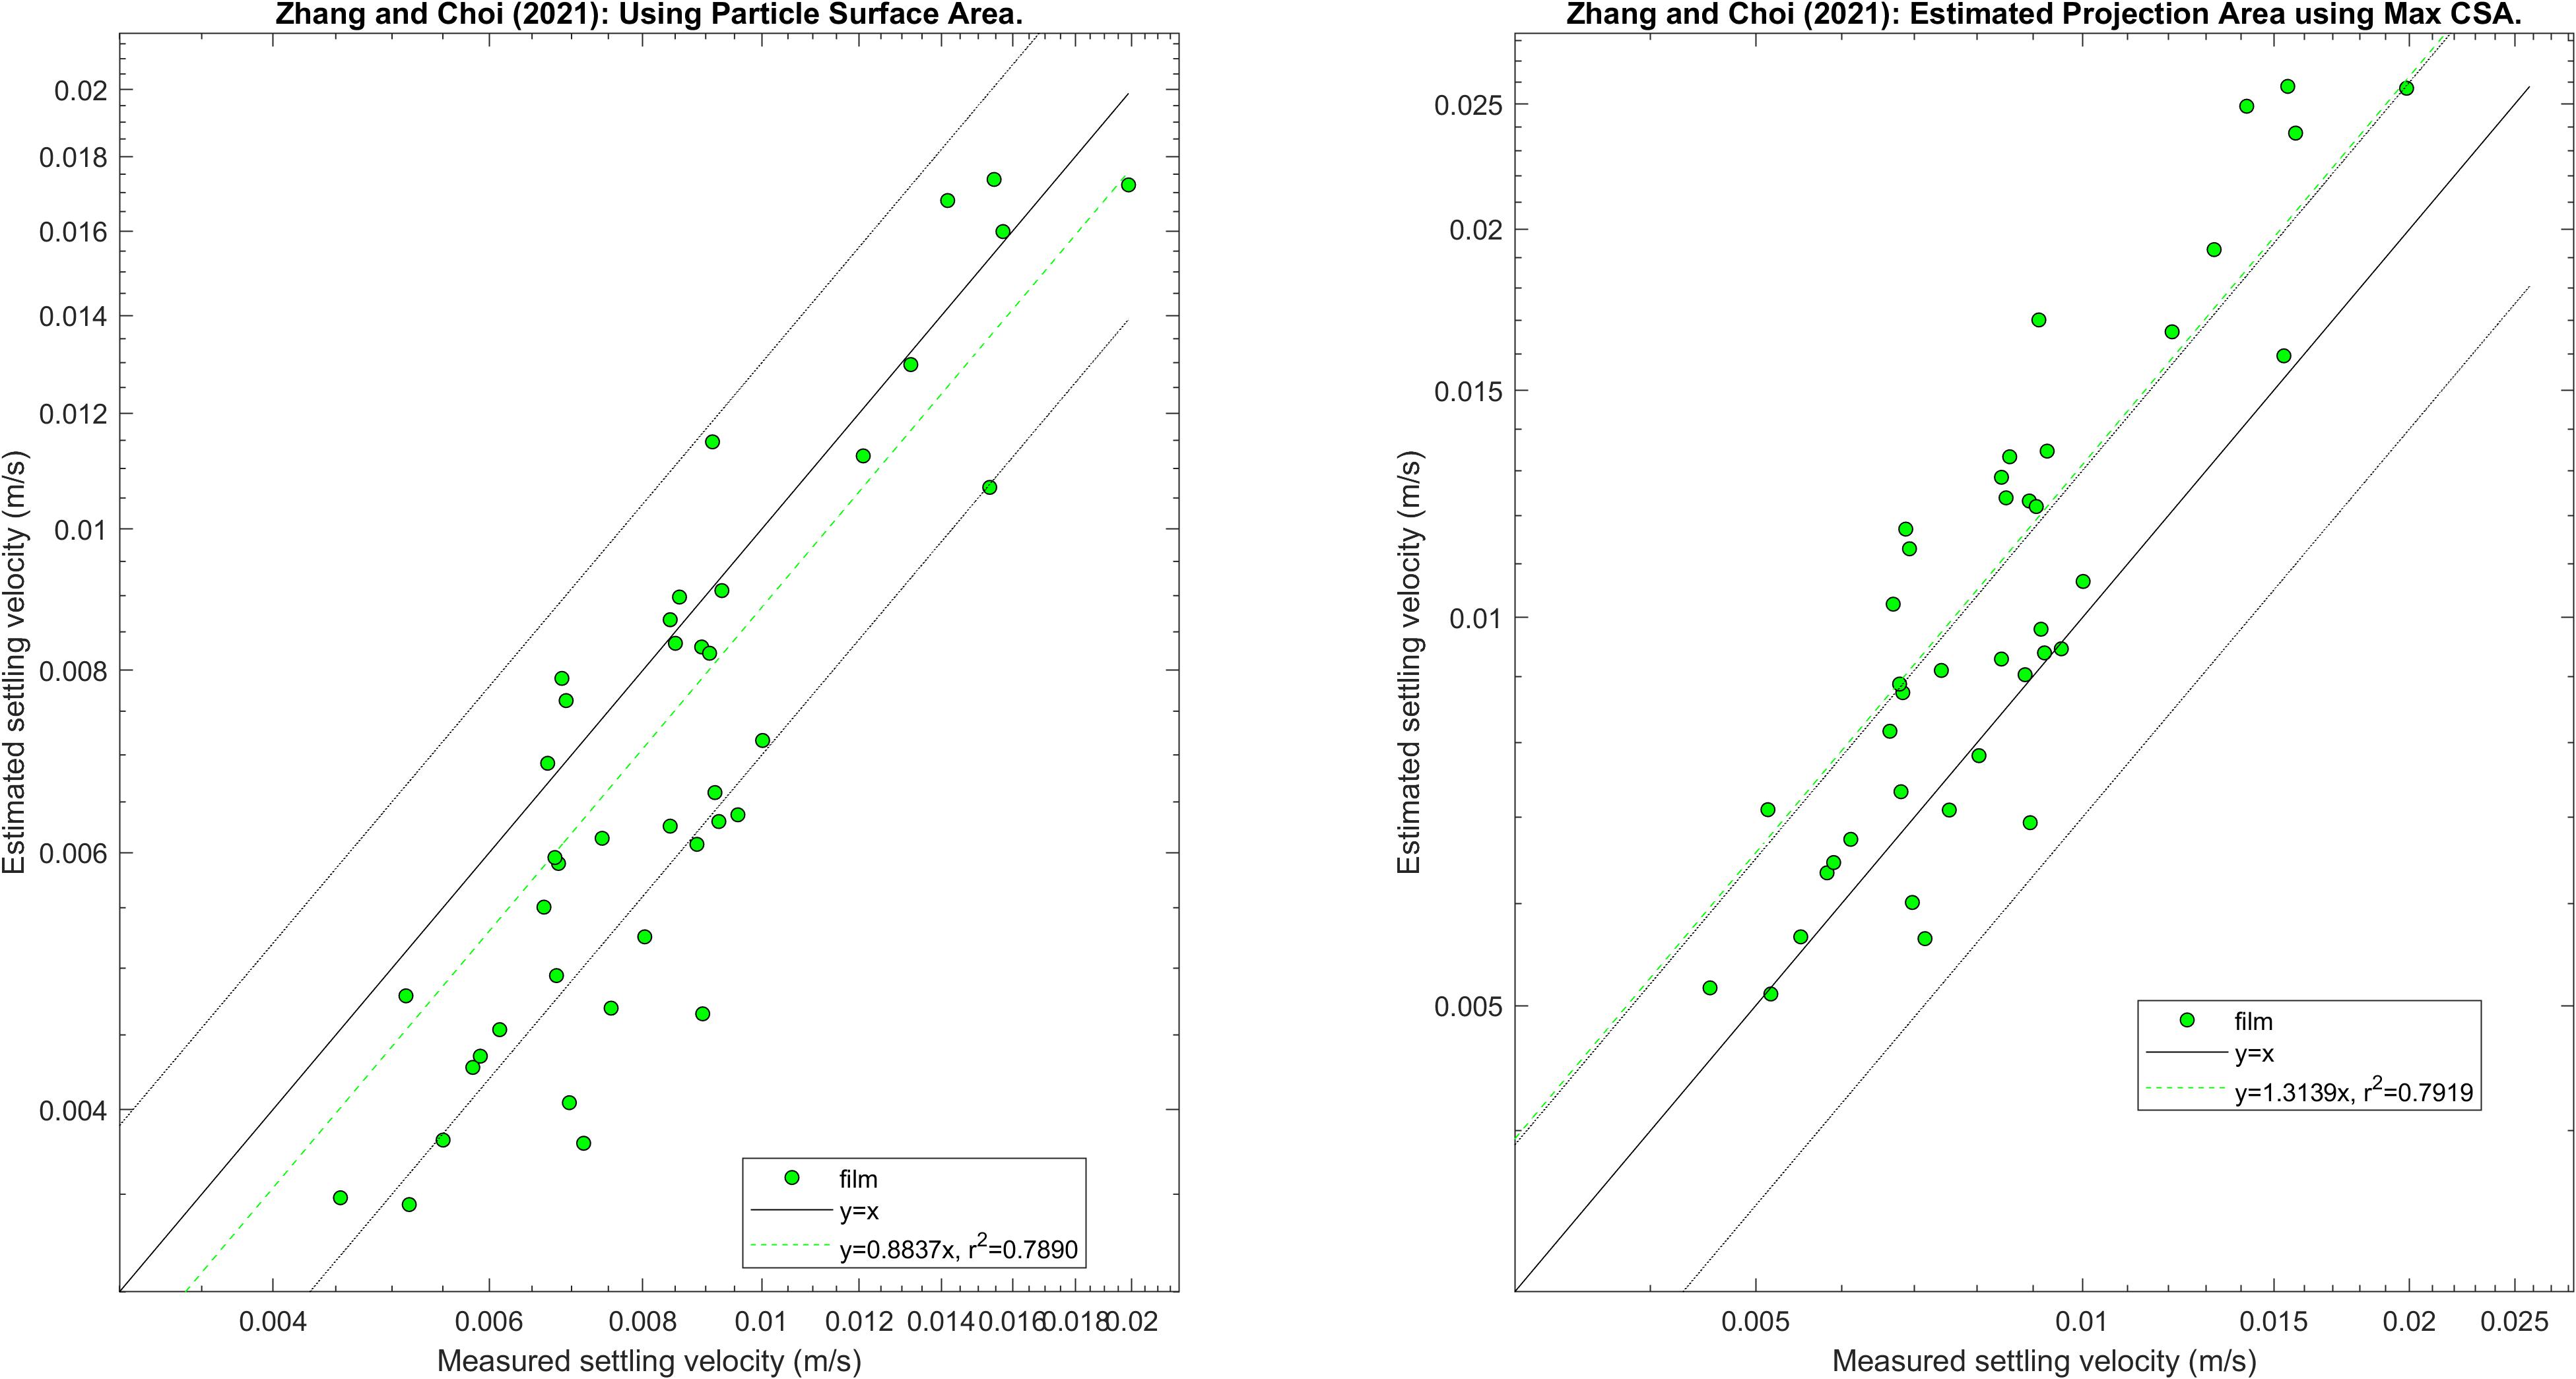 Zhang and Choi (2021): Using Particle Surface Area.
0.02
0.018
0.016
0.014
0.012
0.01
0.008
0.006
0.004
Estimated settling velocity (m/s)
film
y=x
y=0.8837x, r²=0.7890
0.004 0.006 0.008 0.01 0.012 0.014 0.016 0.018 0.02
Measured settling velocity (m/s)
Zhang and Choi (2021): Estimated Projection Area using Max CSA.
0.025
0.02
0.015
0.01
0.005
Estimated settling velocity (m/s)
film
y=x
y=1.3139x, r²=0.7919
0.005 0.01 0.015 0.02 0.025
Measured settling velocity (m/s)